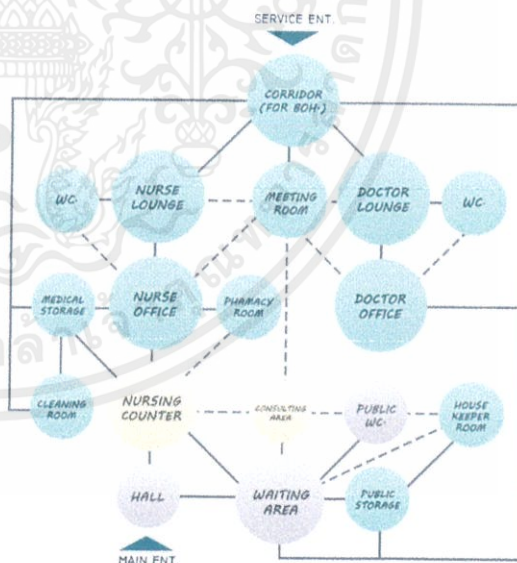 SERVICE ENT.
CORRIDOR
(FOR BOH.)
WC
NURSE
LOUNGE
MEETING
ROOM
DOCTOR
LOUNGE
WC
MEDICAL
STORAGE
NURSE
OFFICE
PHAMACY
ROOM
DOCTOR
OFFICE
CLEANING
ROOM
NURSING
COUNTER
CONSULTING
AREA
PUBLIC
WC
HOUSE
KEEPER
ROOM
HALL
WAITING
AREA
PUBLIC
STORAGE
MAIN ENT.